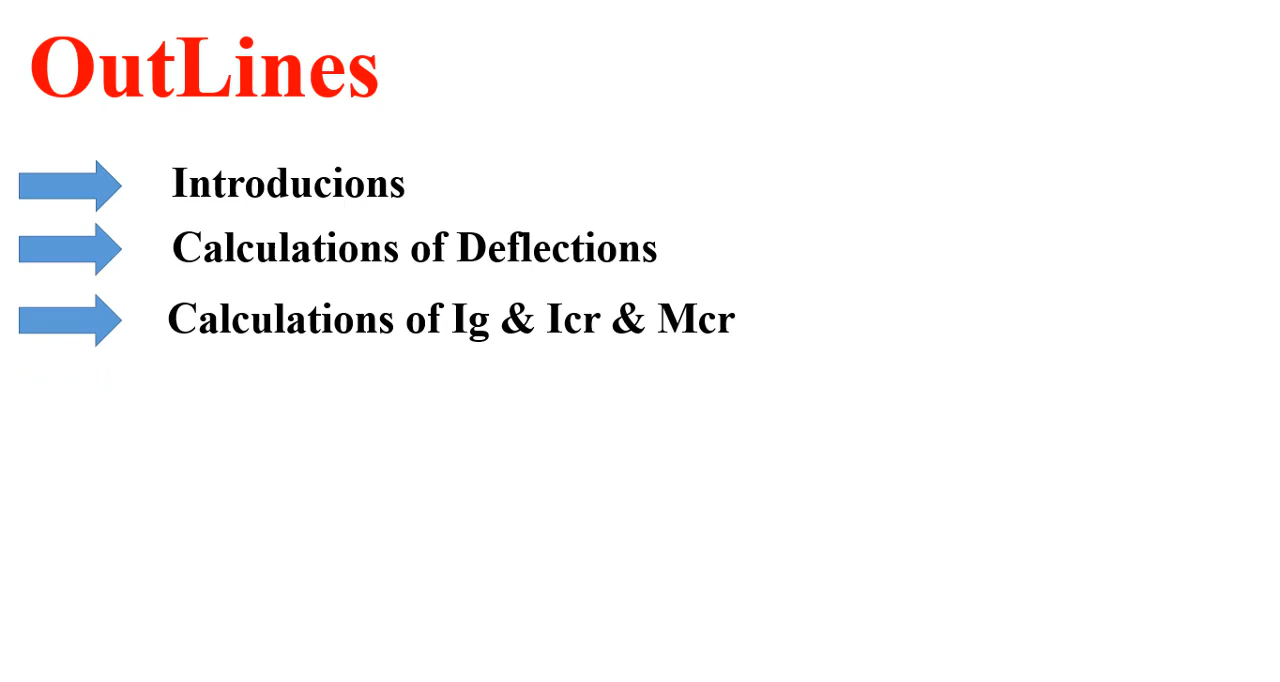 OutLines
Introducions
Calculations of Deflections
Calculations of Ig & Icr & Mcr